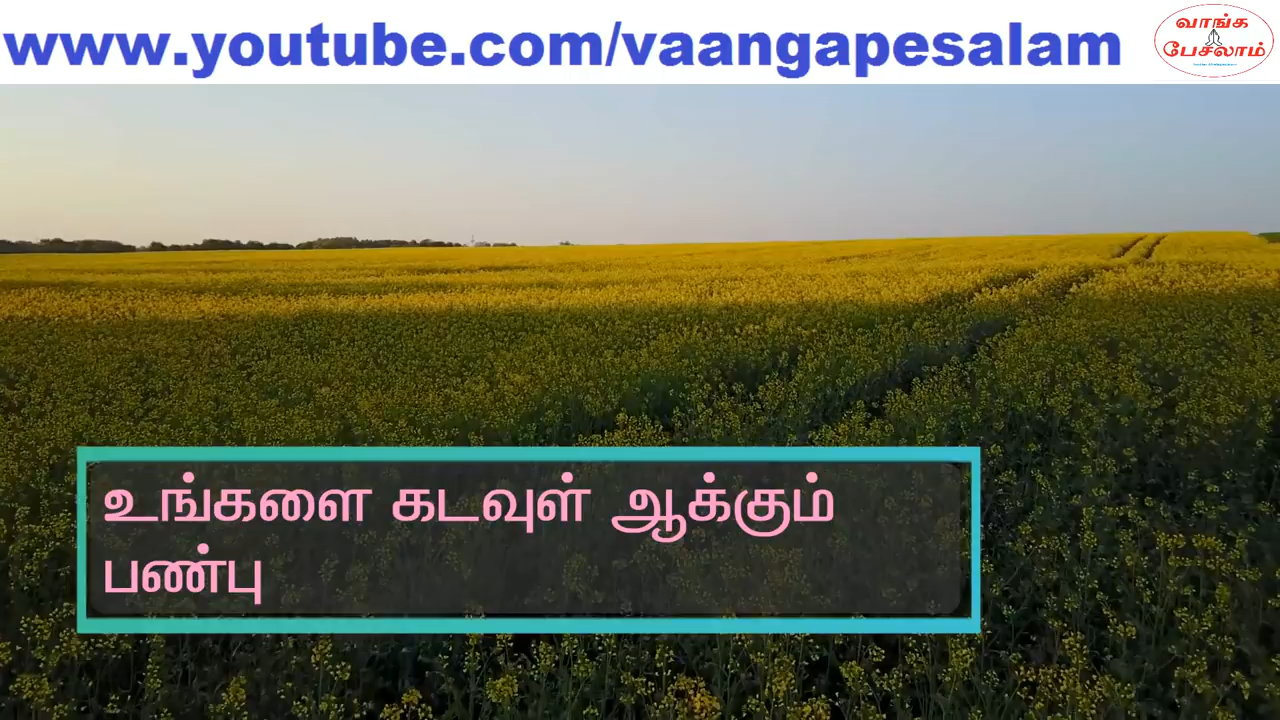 www.youtube.com/vaangapesalam
வாங்க
பேசலாம்
உங்களை கடவுள் ஆக்கும்
பண்பு